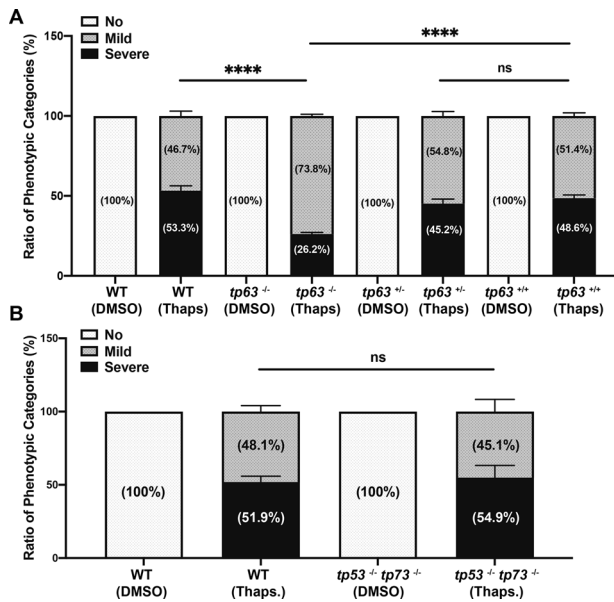 A
No
Mild
Severe
Ratio of Phenotypic Categories (%)
150
100
50
0
****
****
ns
(100%)
(46.7%)
(53.3%)
(100%)
(73.8%)
(26.2%)
(100%)
(54.8%)
(45.2%)
(100%)
(51.4%)
(48.6%)
WT (DMSO)
WT (Thaps)
tp63 -/- (DMSO)
tp63 -/- (Thaps)
tp63 +/- (DMSO)
tp63 +/- (Thaps)
tp63 +/+ (DMSO)
tp63 +/+ (Thaps)
B
No
Mild
Severe
Ratio of Phenotypic Categories (%)
150
100
50
0
ns
(100%)
(48.1%)
(51.9%)
(100%)
(45.1%)
(54.9%)
WT (DMSO)
WT (Thaps.)
tp53 -/- tp73 -/- (DMSO)
tp53 -/- tp73 -/- (Thaps.)